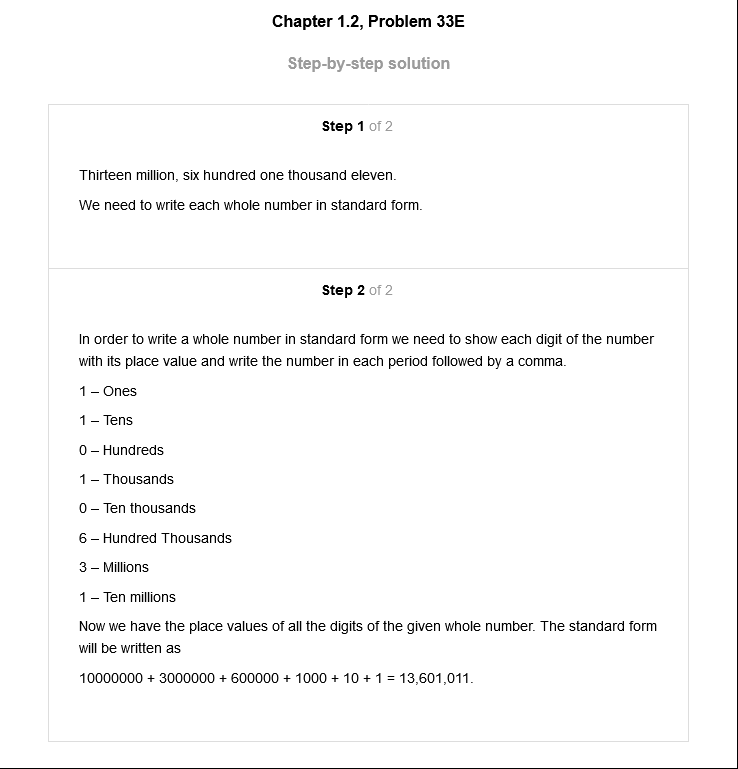 Chapter 1.2, Problem 33E
Step-by-step solution
Step 1 of 2
Thirteen million, six hundred one thousand eleven.
We need to write each whole number in standard form.
Step 2 of 2
In order to write a whole number in standard form we need to show each digit of the number
with its place value and write the number in each period followed by a comma.
1 – Ones
1 – Tens
0 – Hundreds
1 – Thousands
0 – Ten thousands
6 – Hundred Thousands
3 – Millions
1 – Ten millions
Now we have the place values of all the digits of the given whole number. The standard form
will be written as
10000000 + 3000000 + 600000 + 1000 + 10 + 1 = 13,601,011.